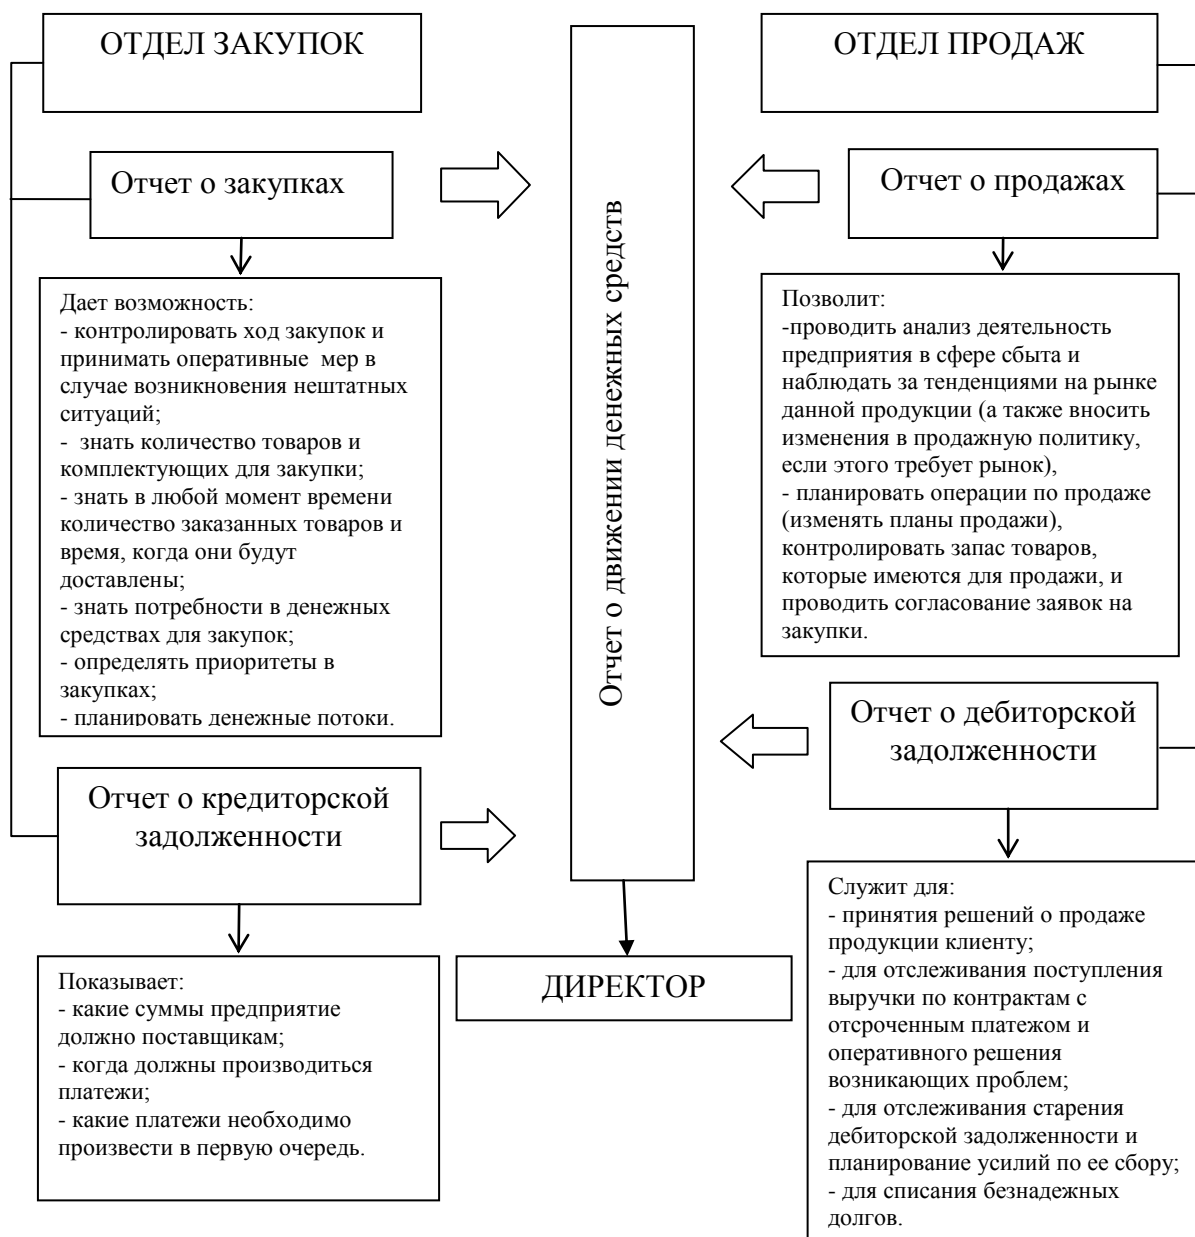 ОТДЕЛ ЗАКУПОК
Отчет о закупках
Дает возможность:
- контролировать ход закупок и
принимать оперативные  мер в
случае возникновения нештатных
ситуаций;
-  знать количество товаров и
комплектующих для закупки;
- знать в любой момент времени
количество заказанных товаров и
время, когда они будут
доставлены;
- знать потребности в денежных
средствах для закупок;
- определять приоритеты в
закупках;
- планировать денежные потоки.
Отчет о кредиторской
задолженности
Показывает:
- какие суммы предприятие
должно поставщикам;
- когда должны производиться
платежи;
- какие платежи необходимо
произвести в первую очередь.
Отчет о движении денежных средств
ДИРЕКТОР
ОТДЕЛ ПРОДАЖ
Отчет о продажах
Позволит:
-проводить анализ деятельность
предприятия в сфере сбыта и
наблюдать за тенденциями на рынке
данной продукции (а также вносить
изменения в продажную политику,
если этого требует рынок),
- планировать операции по продаже
(изменять планы продажи),
контролировать запас товаров,
которые имеются для продажи, и
проводить согласование заявок на
закупки.
Отчет о дебиторской
задолженности
Служит для:
- принятия решений о продаже
продукции клиенту;
- для отслеживания поступления
выручки по контрактам с
отсроченным платежом и
оперативного решения
возникающих проблем;
- для отслеживания старения
дебиторской задолженности и
планирование усилий по ее сбору;
- для списания безнадежных
долгов.